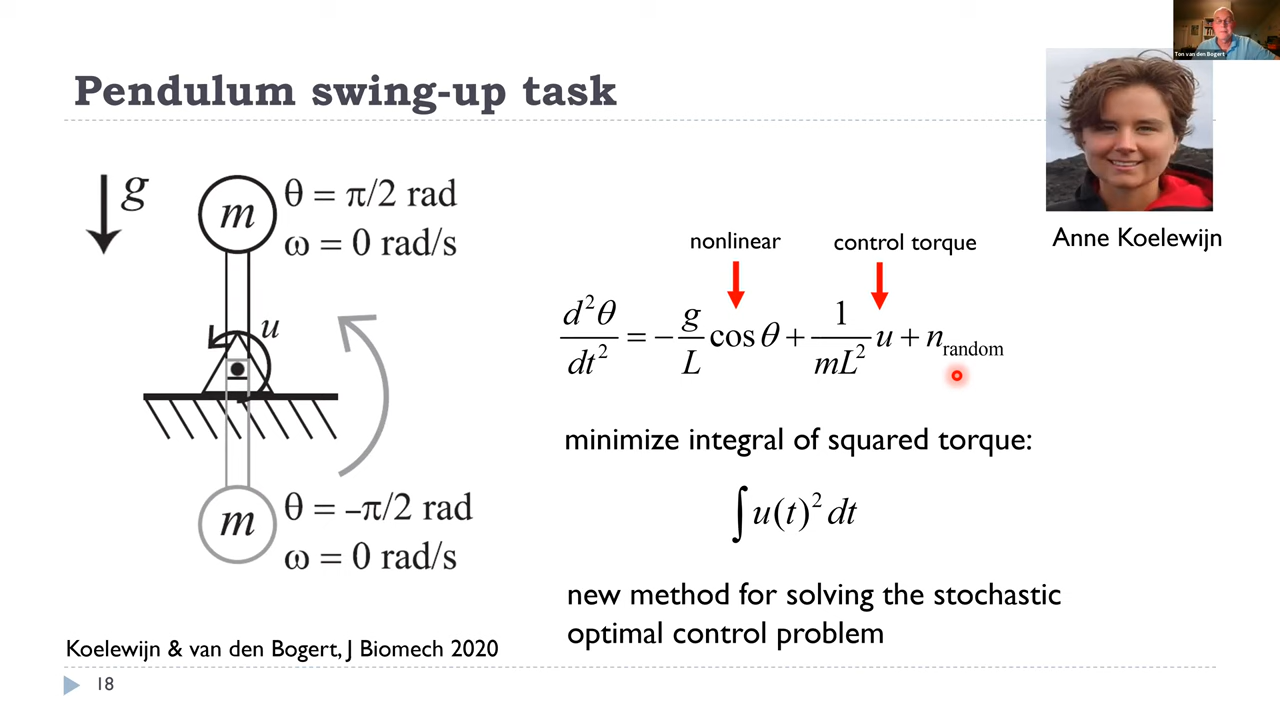 Ton van den Bogert
Pendulum swing-up task
g
m
θ = π/2 rad
ω = 0 rad/s
u
m
θ = –π/2 rad
ω = 0 rad/s
Koelewijn & van den Bogert, J Biomech 2020
18
nonlinear
control torque
Anne Koelewijn
d²θ/dt² = − g/L cos θ + 1/mL² u + n_random
minimize integral of squared torque:
∫ u(t)² dt
new method for solving the stochastic
optimal control problem